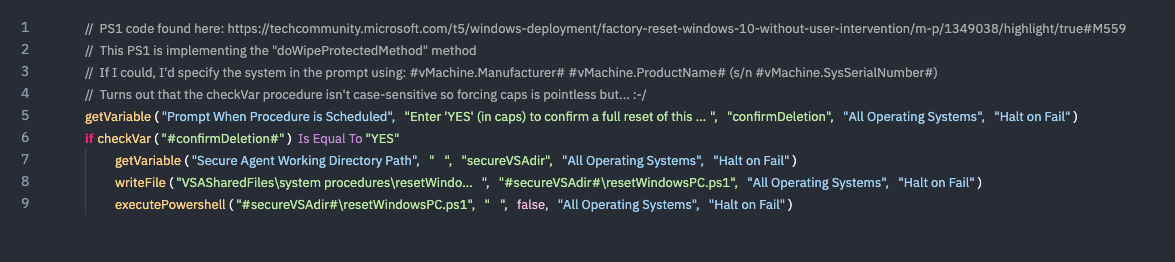 1 // PS1 code found here: https://techcommunity.microsoft.com/t5/windows-deployment/factory-reset-windows-10-without-user-intervention/m-p/1349038/highlight/true#M559
2 // This PS1 is implementing the "doWipeProtectedMethod" method
3 // If I could, I'd specify the system in the prompt using: #vMachine.Manufacturer# #vMachine.ProductName# (s/n #vMachine.SysSerialNumber#)
4 // Turns out that the checkVar procedure isn't case-sensitive so forcing caps is pointless but... :-/
5 getVariable ("Prompt When Procedure is Scheduled", "Enter 'YES' (in caps) to confirm a full reset of this ... ", "confirmDeletion", "All Operating Systems", "Halt on Fail")
6 if checkVar ("#confirmDeletion#") Is Equal To "YES"
7 getVariable ("Secure Agent Working Directory Path", " ", "secureVSAdir", "All Operating Systems", "Halt on Fail")
8 writeFile ("VSASharedFiles\system procedures\resetWindo... ", "#secureVSAdir#\resetWindowsPC.ps1", "All Operating Systems", "Halt on Fail")
9 executePowershell ("#secureVSAdir#\resetWindowsPC.ps1", " ", false, "All Operating Systems", "Halt on Fail")